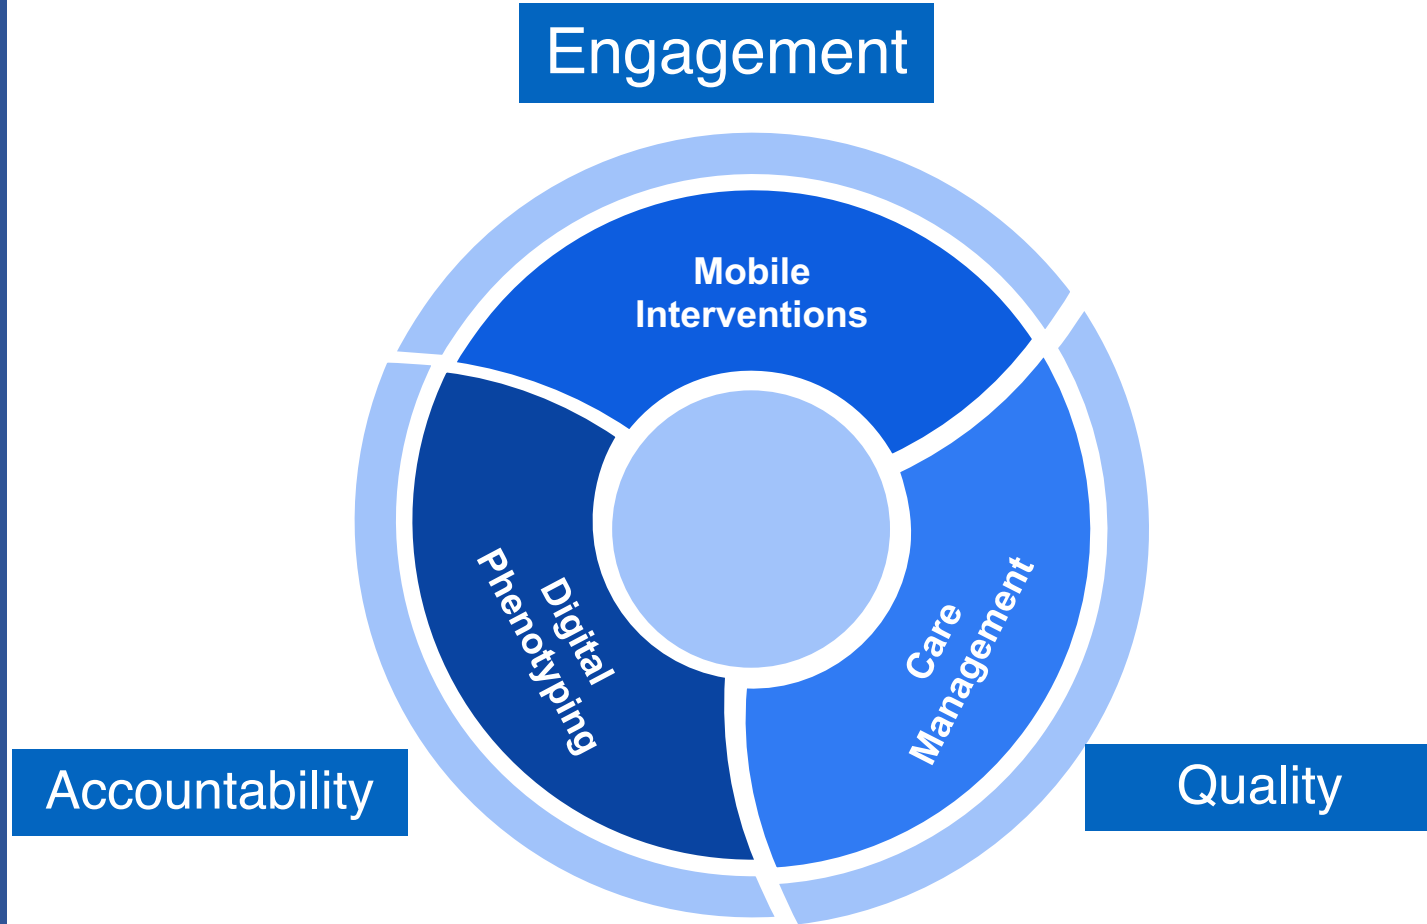 Engagement
Mobile
Interventions
Digital
Phenotyping
Care
Management
Accountability
Quality